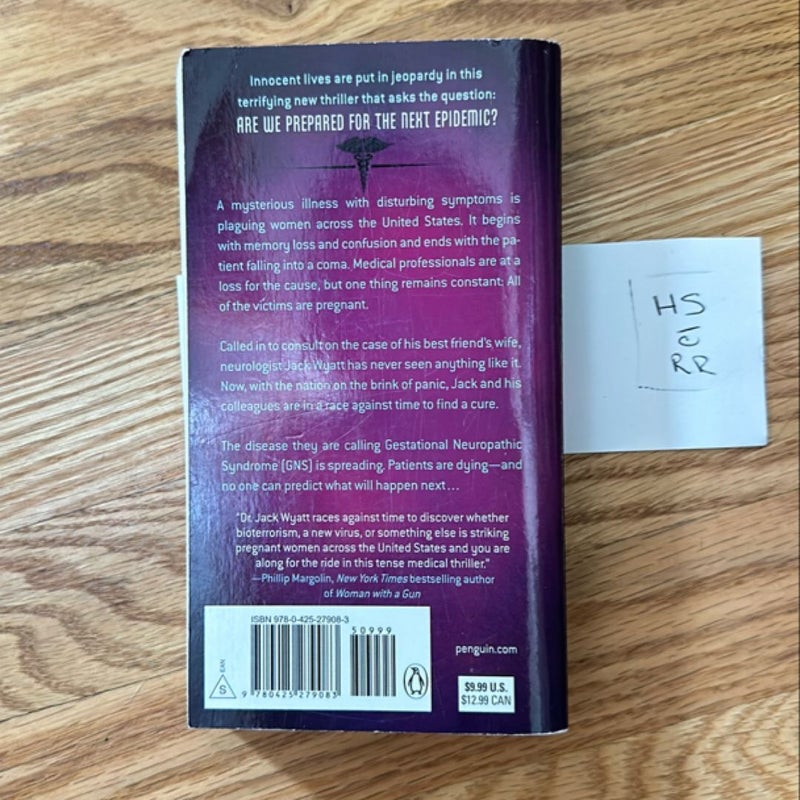 Innocent lives are put in jeopardy in this
terrifying new thriller that asks the question:
ARE WE PREPARED FOR THE NEXT EPIDEMIC?
A mysterious illness with disturbing symptoms is
plaguing women across the United States. It begins
with memory loss and confusion and ends with the pa-
tient falling into a coma. Medical professionals are at a
loss for the cause, but one thing remains constant: All
of the victims are pregnant.
Called in to consult on the case of his best friend's wife,
neurologist Jack Wyatt has never seen anything like it.
Now, with the nation on the brink of panic, Jack and his
colleagues are in a race against time to find a cure.
The disease they are calling Gestational Neuropathic
Syndrome (GNS) is spreading. Patients are dying—and
no one can predict what will happen next...
"Dr. Jack Wyatt races against time to discover whether
bioterrorism, a new virus, or something else is striking
pregnant women across the United States and you are
along for the ride in this tense medical thriller."
—Phillip Margolin, New York Times bestselling author
of Woman with a Gun
ISBN 978-0-425-27908-3
50999
EAN
S
9 780425 279083
penguin.com
$9.99 U.S.
$12.99 CAN
HS
@
RR